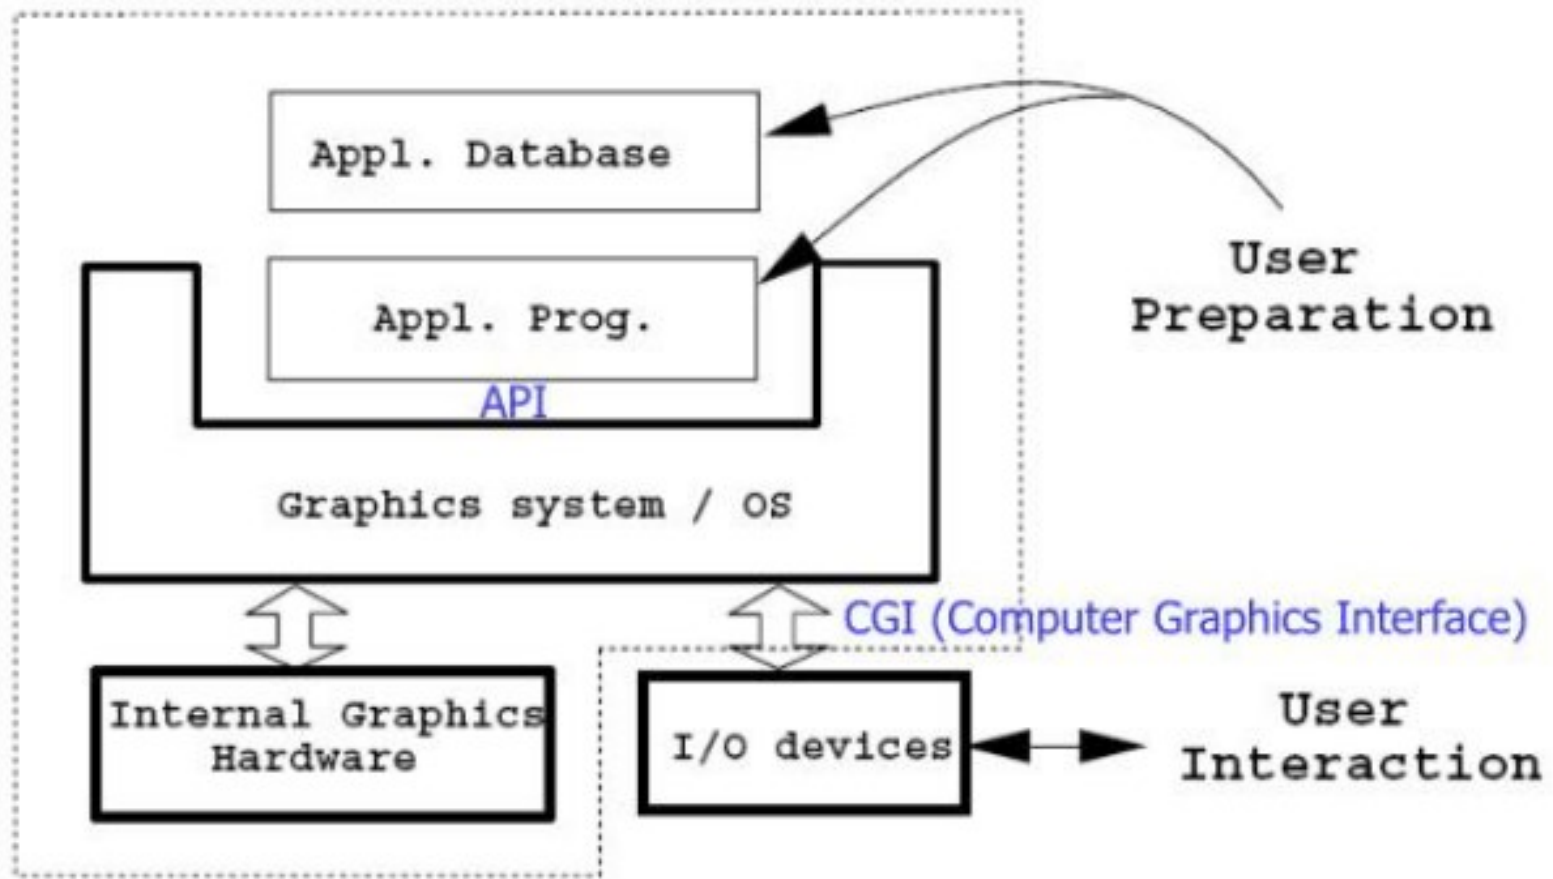 Appl. Database
User
Preparation
Appl. Prog.
API
Graphics system / OS
CGI (Computer Graphics Interface)
Internal Graphics
Hardware
I/O devices
User
Interaction